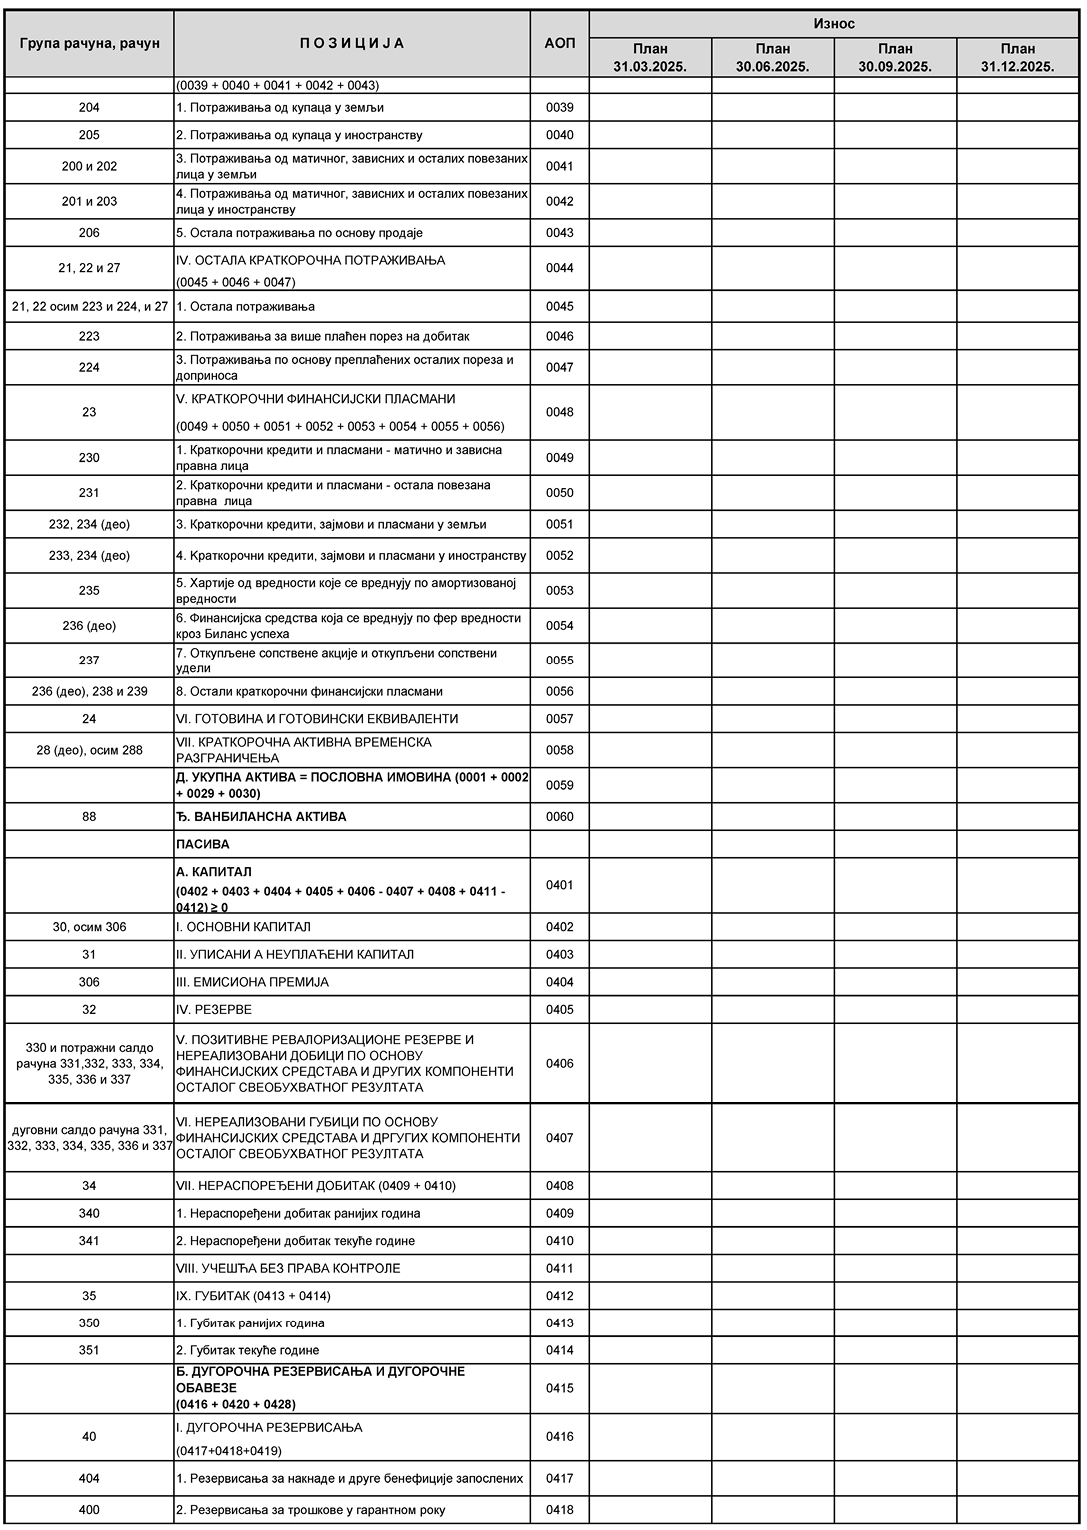 Група рачуна, рачун
П О З И Ц И Ј А
АОП
Износ
План
31.03.2025.
План
30.06.2025.
План
30.09.2025.
План
31.12.2025.
(0039 + 0040 + 0041 + 0042 + 0043)
204
1. Потраживања од купаца у земљи
0039
205
2. Потраживања од купаца у иностранству
0040
200 и 202
3. Потраживања од матичног, зависних и осталих повезаних
лица у земљи
0041
201 и 203
4. Потраживања од матичног, зависних и осталих повезаних
лица у иностранству
0042
206
5. Остала потраживања по основу продаје
0043
21, 22 и 27
IV. ОСТАЛА КРАТКОРОЧНА ПОТРАЖИВАЊА
(0045 + 0046 + 0047)
0044
21, 22 осим 223 и 224, и 27
1. Остала потраживања
0045
223
2. Потраживања за више плаћен порез на добитак
0046
224
3. Потраживања по основу преплаћених осталих пореза и
доприноса
0047
23
V. КРАТКОРОЧНИ ФИНАНСИЈСКИ ПЛАСМАНИ
(0049 + 0050 + 0051 + 0052 + 0053 + 0054 + 0055 + 0056)
0048
230
1. Краткорочни кредити и пласмани - матично и зависна
правна лица
0049
231
2. Краткорочни кредити и пласмани - остала повезана
правна  лица
0050
232, 234 (део)
3. Краткорочни кредити, зајмови и пласмани у земљи
0051
233, 234 (део)
4. Краткорочни кредити, зајмови и пласмани у иностранству
0052
235
5. Хартије од вредности које се вреднују по амортизованој
вредности
0053
236 (део)
6. Финансијска средства која се вреднују по фер вредности
кроз Биланс успеха
0054
237
7. Откупљене сопствене акције и откупљени сопствени
удели
0055
236 (део), 238 и 239
8. Остали краткорочни финансијски пласмани
0056
24
VI. ГОТОВИНА И ГОТОВИНСКИ ЕКВИВАЛЕНТИ
0057
28 (део), осим 288
VII. КРАТКОРОЧНА АКТИВНА ВРЕМЕНСКА
РАЗГРАНИЧЕЊА
0058
Д. УКУПНА АКТИВА = ПОСЛОВНА ИМОВИНА (0001 + 0002
+ 0029 + 0030)
0059
88
Ђ. ВАНБИЛАНСНА АКТИВА
0060
ПАСИВА
А. КАПИТАЛ
(0402 + 0403 + 0404 + 0405 + 0406 - 0407 + 0408 + 0411 -
0412) ≥ 0
0401
30, осим 306
I. ОСНОВНИ КАПИТАЛ
0402
31
II. УПИСАНИ А НЕУПЛАЋЕНИ КАПИТАЛ
0403
306
III. ЕМИСИОНА ПРЕМИЈА
0404
32
IV. РЕЗЕРВЕ
0405
330 и потражни салдо
рачуна 331,332, 333, 334,
335, 336 и 337
V. ПОЗИТИВНЕ РЕВАЛОРИЗАЦИОНЕ РЕЗЕРВЕ И
НЕРЕАЛИЗОВАНИ ДОБИЦИ ПО ОСНОВУ
ФИНАНСИЈСКИХ СРЕДСТАВА И ДРУГИХ КОМПОНЕНТИ
ОСТАЛОГ СВЕОБУХВАТНОГ РЕЗУЛТАТА
0406
дуговни салдо рачуна 331,
332, 333, 334, 335, 336 и 337
VI. НЕРЕАЛИЗОВАНИ ГУБИЦИ ПО ОСНОВУ
ФИНАНСИЈСКИХ СРЕДСТАВА И ДРГУГИХ КОМПОНЕНТИ
ОСТАЛОГ СВЕОБУХВАТНОГ РЕЗУЛТАТА
0407
34
VII. НЕРАСПОРЕЂЕНИ ДОБИТАК (0409 + 0410)
0408
340
1. Нераспоређени добитак ранијих година
0409
341
2. Нераспоређени добитак текуће године
0410
VIII. УЧЕШЋА БЕЗ ПРАВА КОНТРОЛЕ
0411
35
IX. ГУБИТАК (0413 + 0414)
0412
350
1. Губитак ранијих година
0413
351
2. Губитак текуће године
0414
Б. ДУГОРОЧНА РЕЗЕРВИСАЊА И ДУГОРОЧНЕ
ОБАВЕЗЕ
(0416 + 0420 + 0428)
0415
40
I. ДУГОРОЧНА РЕЗЕРВИСАЊА
(0417+0418+0419)
0416
404
1. Резервисања за накнаде и друге бенефиције запослених
0417
400
2. Резервисања за трошкове у гарантном року
0418